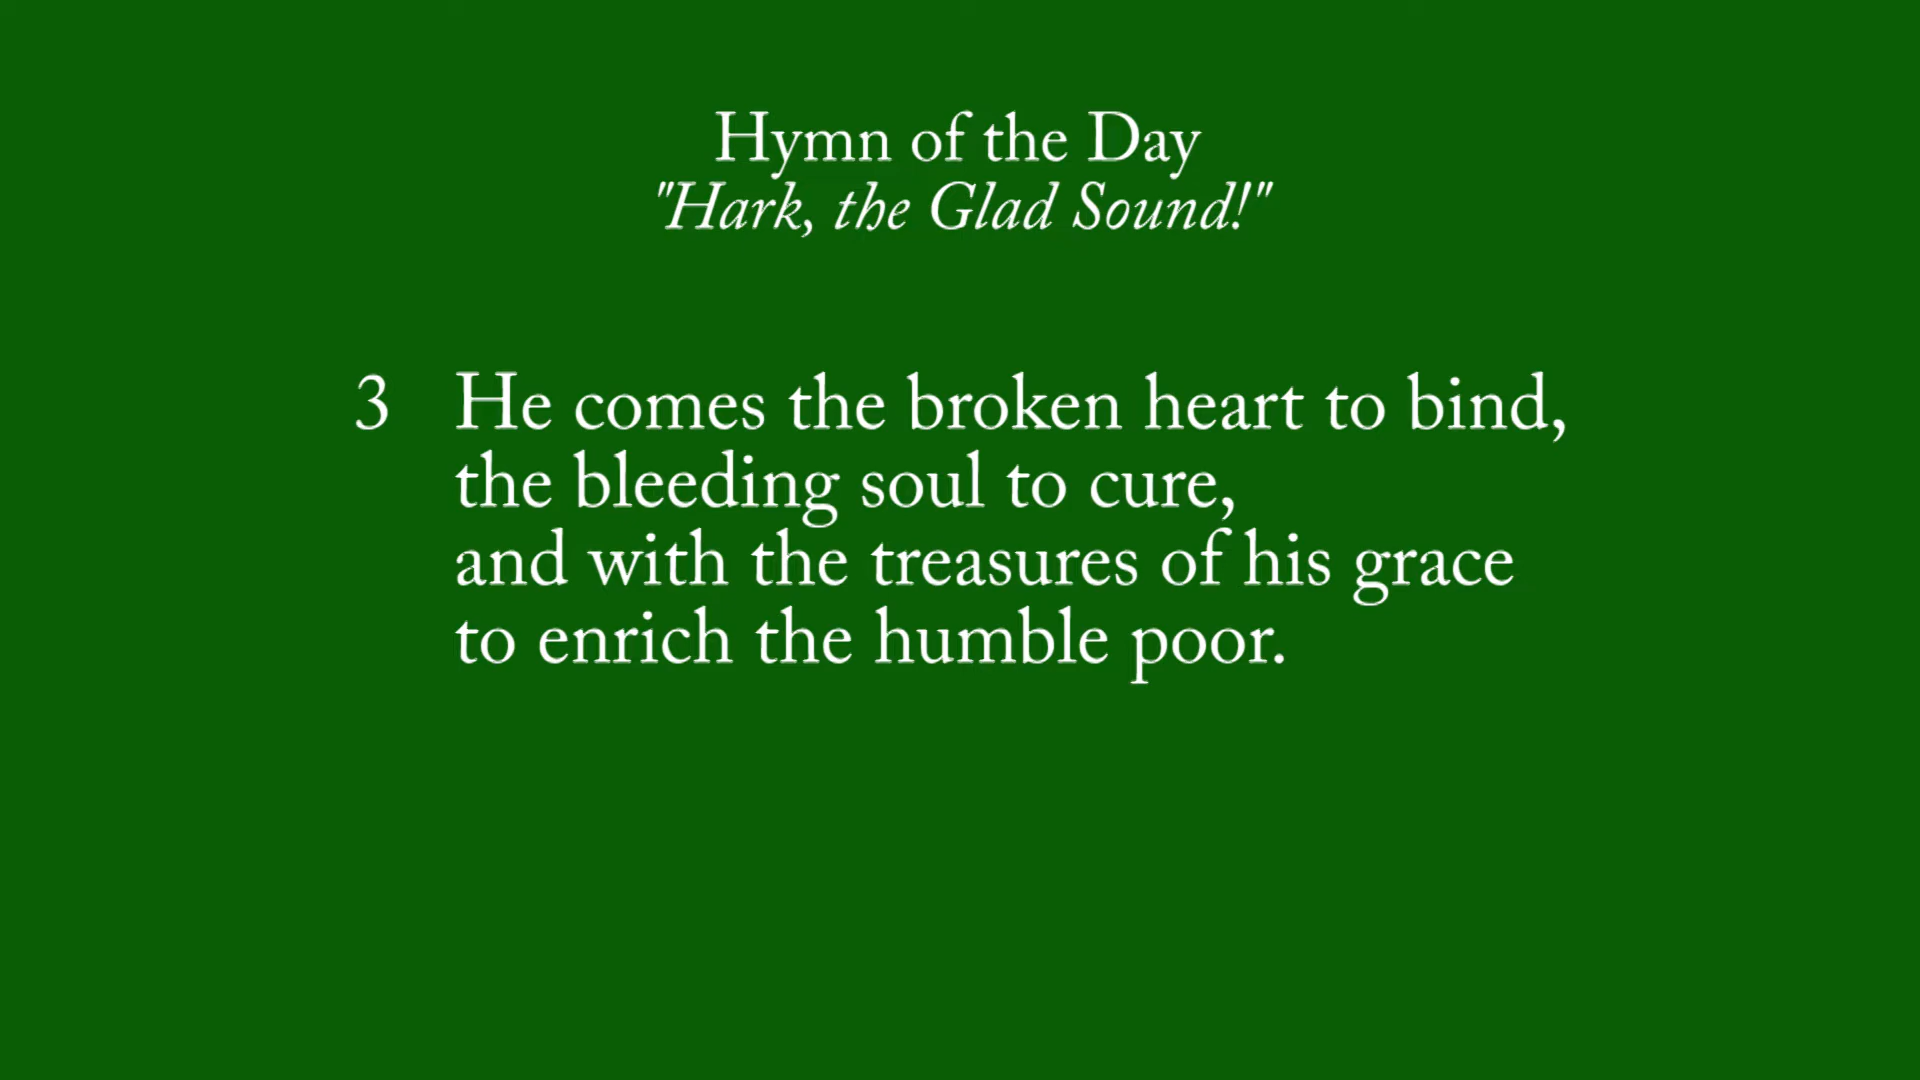 Hymn of the Day
"Hark, the Glad Sound!"
3 He comes the broken heart to bind,
the bleeding soul to cure,
and with the treasures of his grace
to enrich the humble poor.